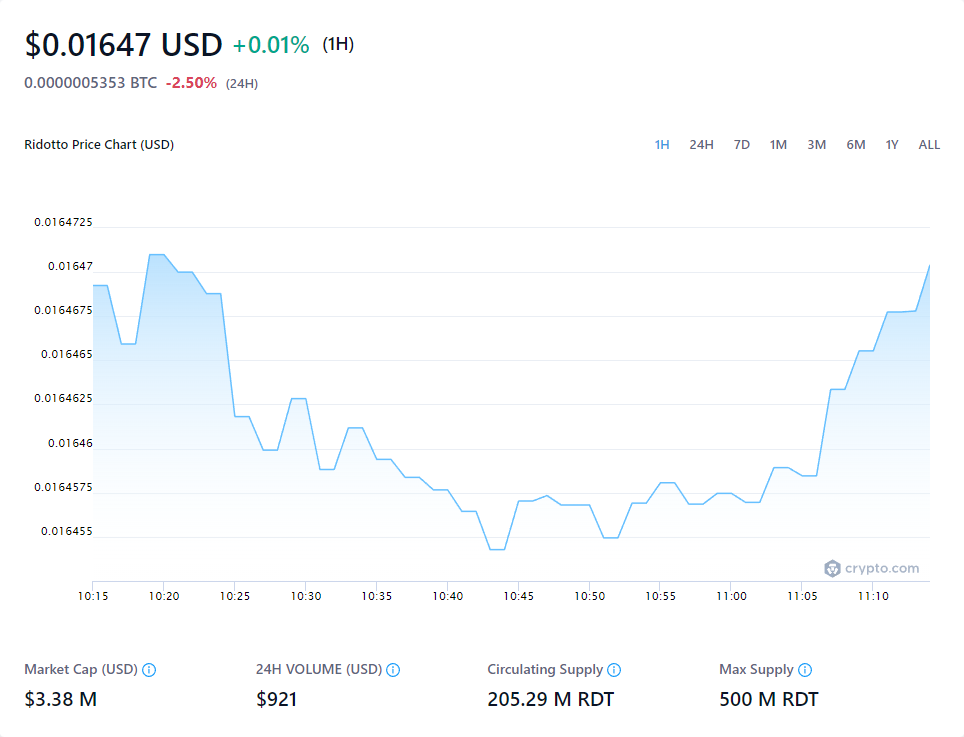 $0.01647 USD +0.01% (1H)
0.0000005353 BTC -2.50% (24H)
Ridotto Price Chart (USD) 1H 24H 7D 1M 3M 6M 1Y ALL
0.0164725
0.01647
0.0164675
0.016465
0.0164625
0.01646
0.0164575
0.016455
crypto.com
10:15 10:20 10:25 10:30 10:35 10:40 10:45 10:50 10:55 11:00 11:05 11:10
Market Cap (USD) 24H VOLUME (USD) Circulating Supply Max Supply
$3.38 M $921 205.29 M RDT 500 M RDT